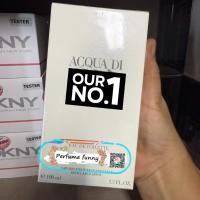 TESTER
TESTER
KNY
KNY
ACQUA DI
OUR
NO.1
EAU DE TOILETTE
Perfume funny
e 100 ml
3.3 FL. OZ.